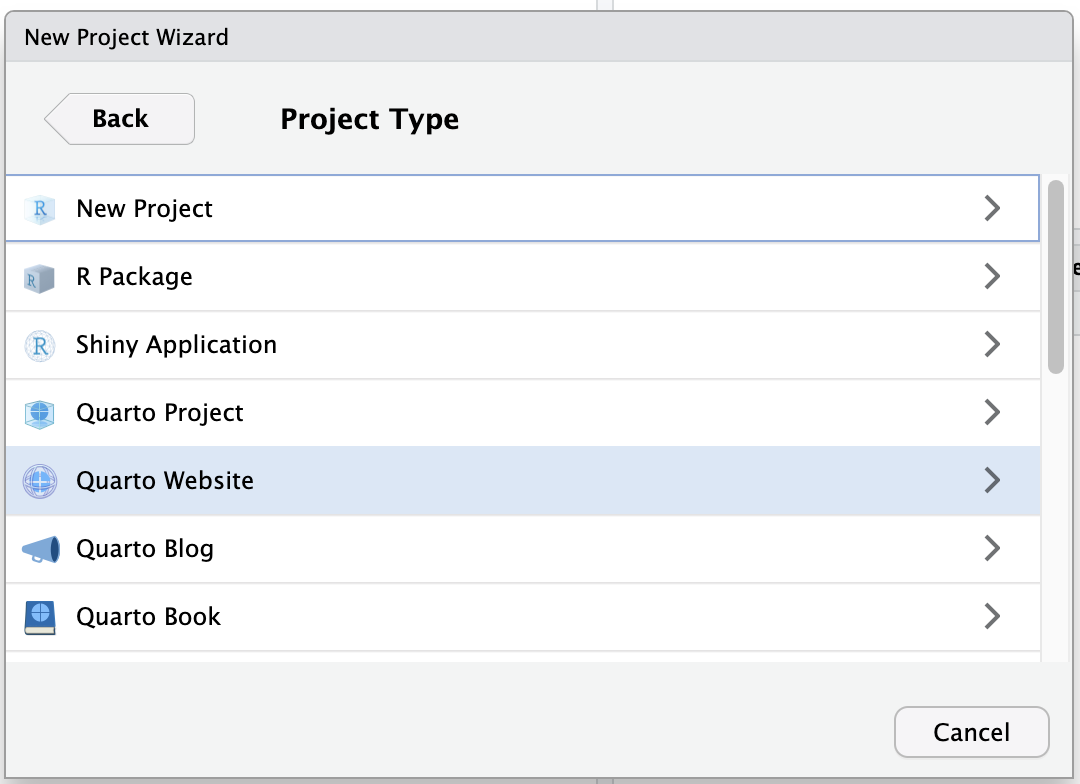 New Project Wizard
Back
Project Type
R New Project
R R Package
R Shiny Application
Quarto Project
Quarto Website
Quarto Blog
Quarto Book
Cancel